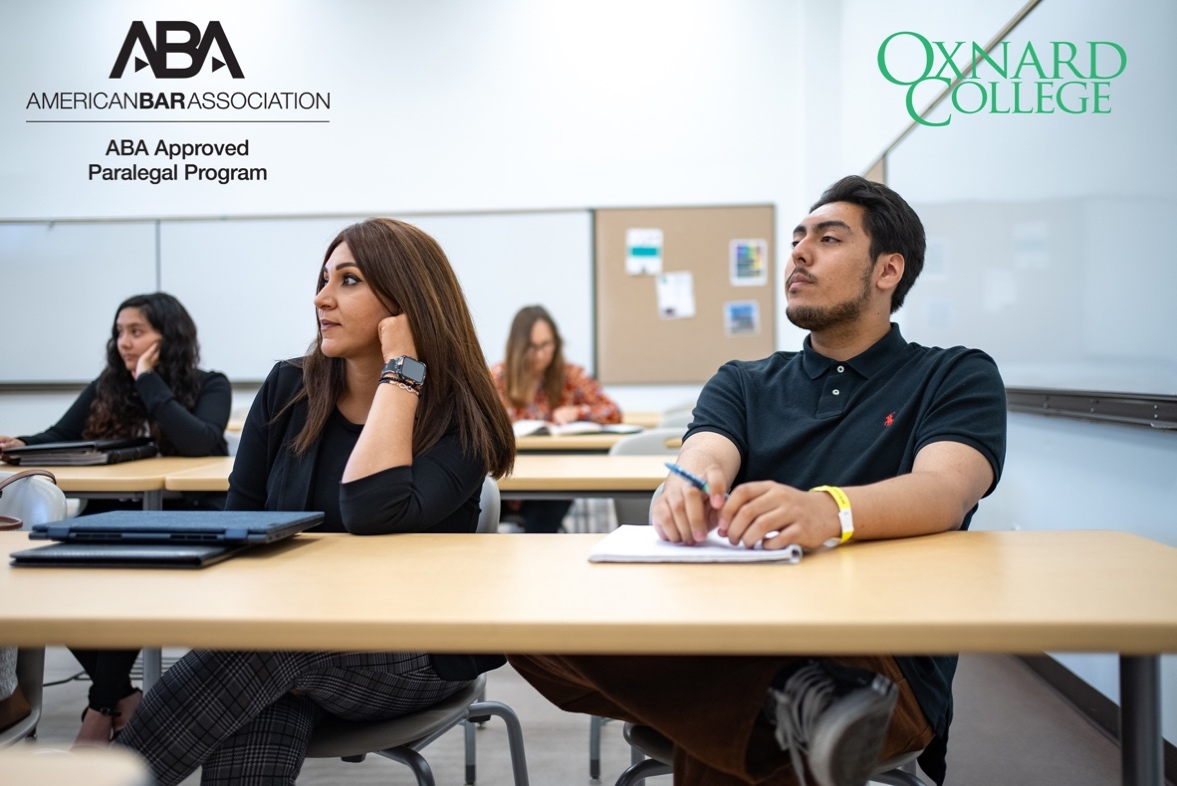 ABA
AMERICANBARASSOCIATION
ABA Approved
Paralegal Program
OXNARD
COLLEGE